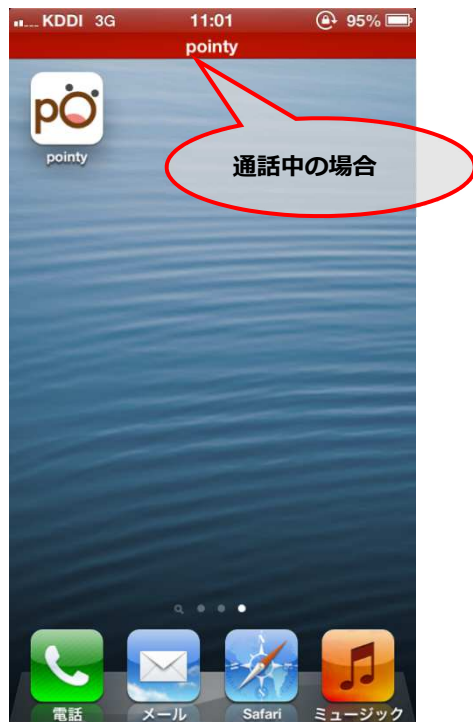 KDDI 3G 11:01 95%
pointy
pö
pointy
通話中の場合
電話 メール Safari ミュージック